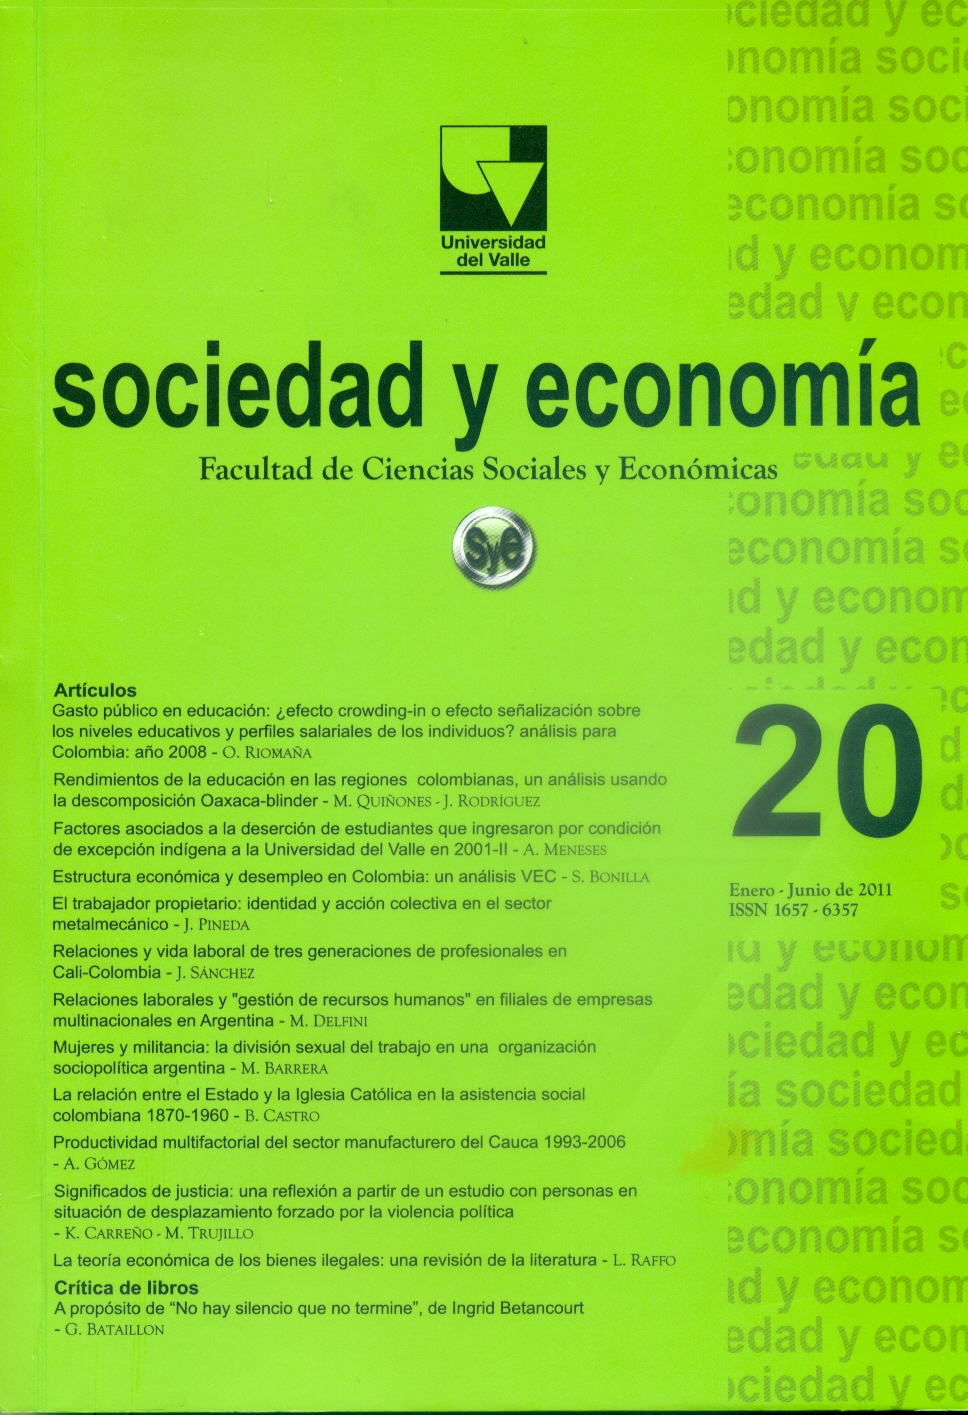 Universidad
del Valle
sociedad y economía
Facultad de Ciencias Sociales y Económicas
sye
Artículos
Gasto público en educación: ¿efecto crowding-in o efecto señalización sobre
los niveles educativos y perfiles salariales de los individuos? análisis para
Colombia: año 2008 - O. RIOMAÑA
Rendimientos de la educación en las regiones colombianas, un análisis usando
la descomposición Oaxaca-blinder - M. QUIÑONES - J. RODRÍGUEZ
Factores asociados a la deserción de estudiantes que ingresaron por condición
de excepción indígena a la Universidad del Valle en 2001-II - A. MENESES
Estructura económica y desempleo en Colombia: un análisis VEC - S. BONILLA
El trabajador propietario: identidad y acción colectiva en el sector
metalmecánico - J. PINEDA
Relaciones y vida laboral de tres generaciones de profesionales en
Cali-Colombia - J. SÁNCHEZ
Relaciones laborales y "gestión de recursos humanos" en filiales de empresas
multinacionales en Argentina - M. DELFINI
Mujeres y militancia: la división sexual del trabajo en una organización
sociopolítica argentina - M. BARRERA
La relación entre el Estado y la Iglesia Católica en la asistencia social
colombiana 1870-1960 - B. CASTRO
Productividad multifactorial del sector manufacturero del Cauca 1993-2006
- A. GÓMEZ
Significados de justicia: una reflexión a partir de un estudio con personas en
situación de desplazamiento forzado por la violencia política
- K. CARREÑO - M. TRUJILLO
La teoría económica de los bienes ilegales: una revisión de la literatura - L. RAFFO
Crítica de libros
A propósito de “No hay silencio que no termine”, de Ingrid Betancourt
- G. BATAILLON
20
Enero - Junio de 2011
ISSN 1657 - 6357